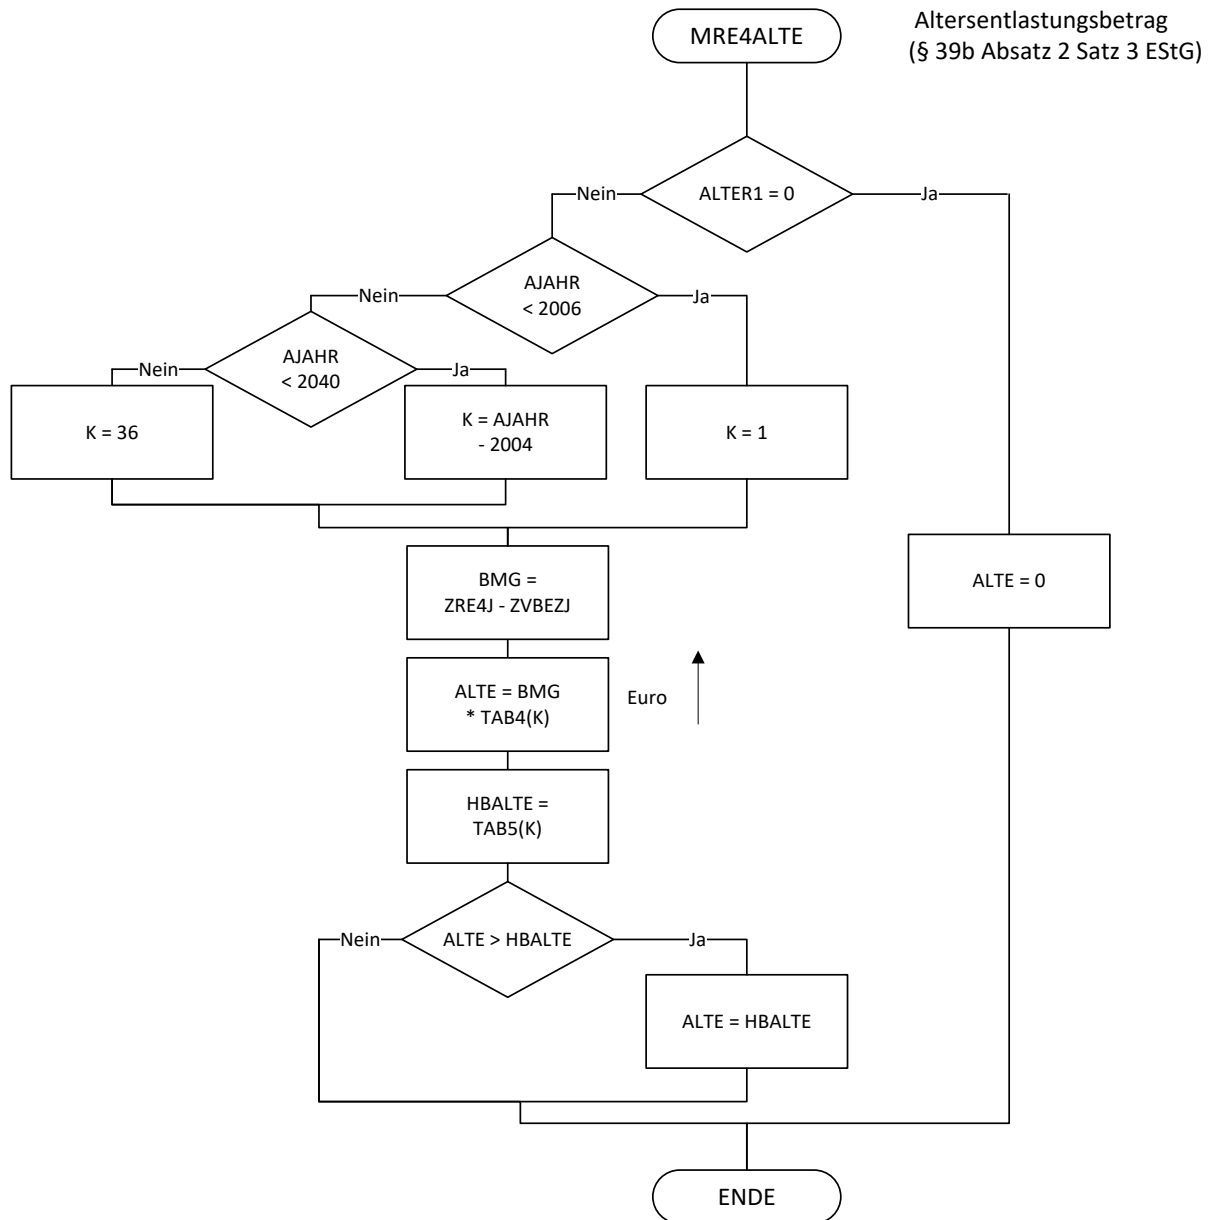 MRE4ALTE
Altersentlastungsbetrag
(§ 39b Absatz 2 Satz 3 EStG)
Nein
ALTER1 = 0
Ja
Nein
AJAHR
< 2006
Ja
Nein
AJAHR
< 2040
Ja
K = 36
K = AJAHR
- 2004
K = 1
BMG =
ZRE4J - ZVBEZJ
ALTE = 0
ALTE = BMG
* TAB4(K)
Euro
HBALTE =
TAB5(K)
Nein
ALTE > HBALTE
Ja
ALTE = HBALTE
ENDE